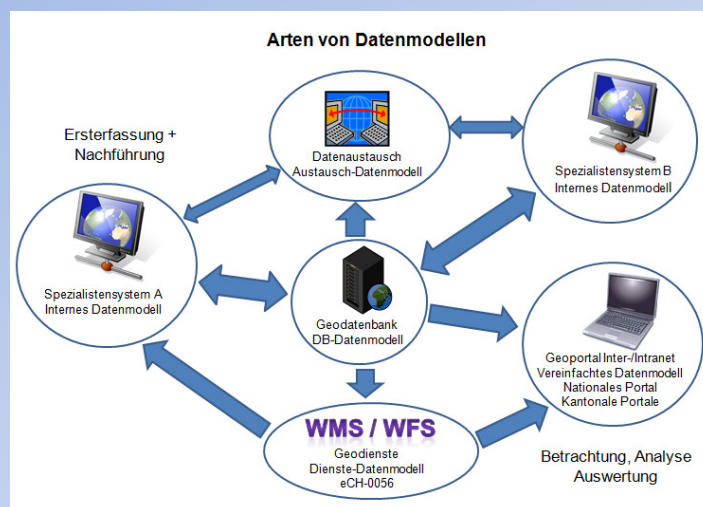 Arten von Datenmodellen
Ersterfassung +
Nachführung
Datenaustausch
Austausch-Datenmodell
Spezialistensystem B
Internes Datenmodell
Spezialistensystem A
Internes Datenmodell
Geodatenbank
DB-Datenmodell
Geoportal Inter-/Intranet
Vereinfachtes Datenmodell
Nationales Portal
Kantonale Portale
WMS / WFS
Geodienste
Dienste-Datenmodell
eCH-0056
Betrachtung, Analyse
Auswertung